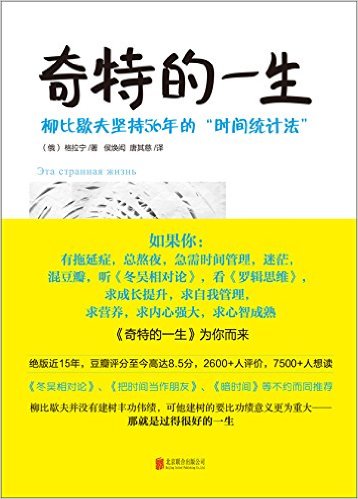 奇特的一生
柳比歇夫坚持56年的“时间统计法”
（俄）格拉宁/著 侯焕闳 唐其慈/译
Эта странная жизнь
如果你：
有拖延症，总熬夜，急需时间管理，迷茫，
混豆瓣，听《冬吴相对论》，看《罗辑思维》，
求成长提升，求自我管理，
求营养，求内心强大，求心智成熟
《奇特的一生》为你而来
绝版近15年，豆瓣评分至今高达8.5分，2600+人评价，7500+人想读
《冬吴相对论》、《把时间当作朋友》、《暗时间》等不约而同推荐
柳比歇夫并没有建树丰功伟绩，可他建树的要比功绩意义更为重大——
那就是过得很好的一生
北京联合出版公司